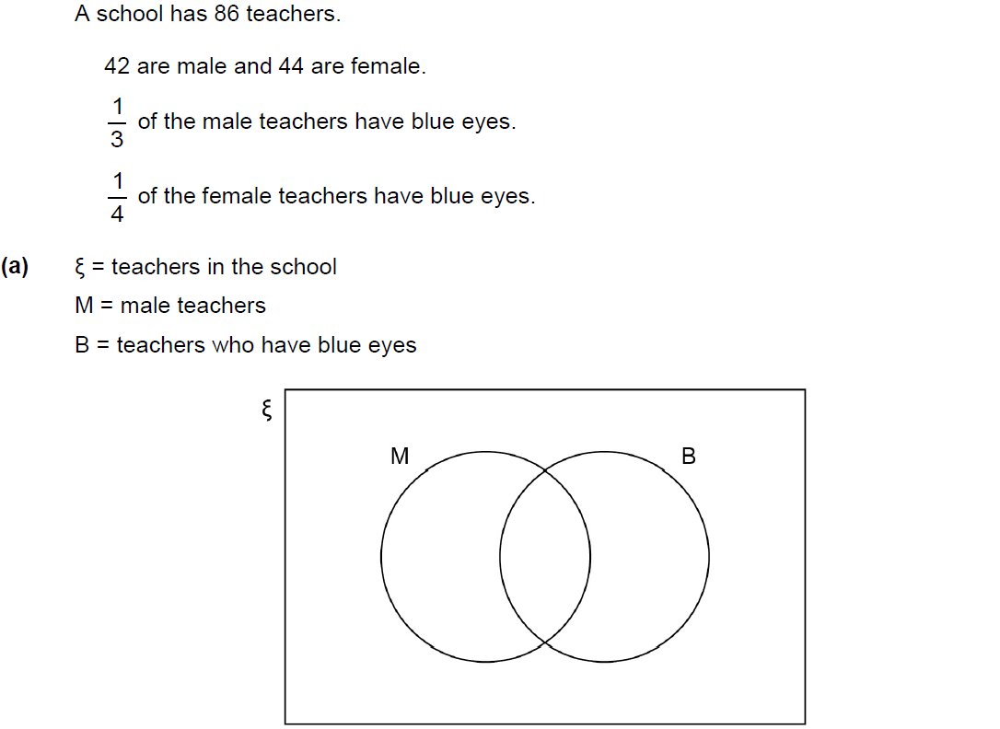 A school has 86 teachers.
42 are male and 44 are female.
1/3 of the male teachers have blue eyes.
1/4 of the female teachers have blue eyes.
(a) ξ = teachers in the school
M = male teachers
B = teachers who have blue eyes
ξ
M B